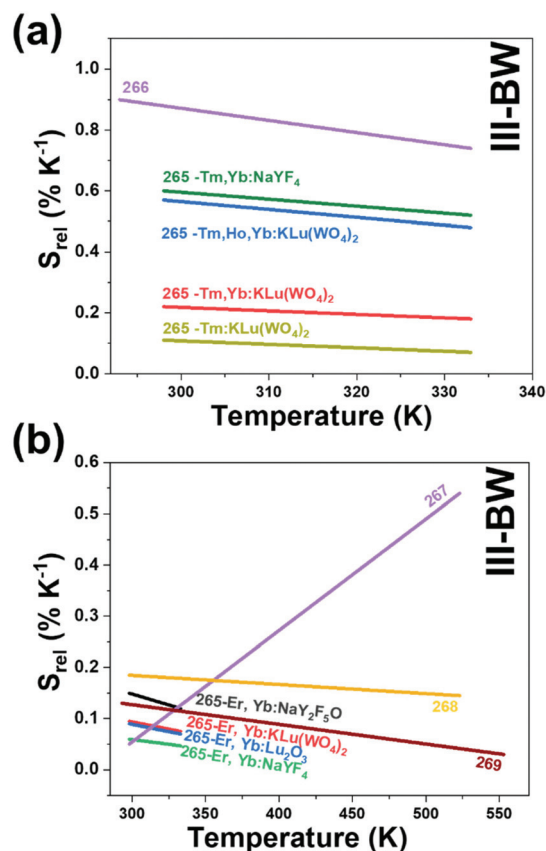 (a)
III-BW
266
265 -Tm,Yb:NaYF₄
265 -Tm,Ho,Yb:KLu(WO₄)₂
265 -Tm,Yb:KLu(WO₄)₂
265 -Tm:KLu(WO₄)₂
1.0
0.8
0.6
0.4
0.2
0.0
S_rel (% K⁻¹)
300
310
320
330
340
Temperature (K)
(b)
III-BW
267
268
269
265-Er, Yb:NaY₂F₅O
265-Er, Yb:KLu(WO₄)₂
265-Er, Yb:Lu₂O₃
265-Er, Yb:NaYF₄
0.6
0.5
0.4
0.3
0.2
0.1
0.0
S_rel (% K⁻¹)
300
350
400
450
500
550
Temperature (K)